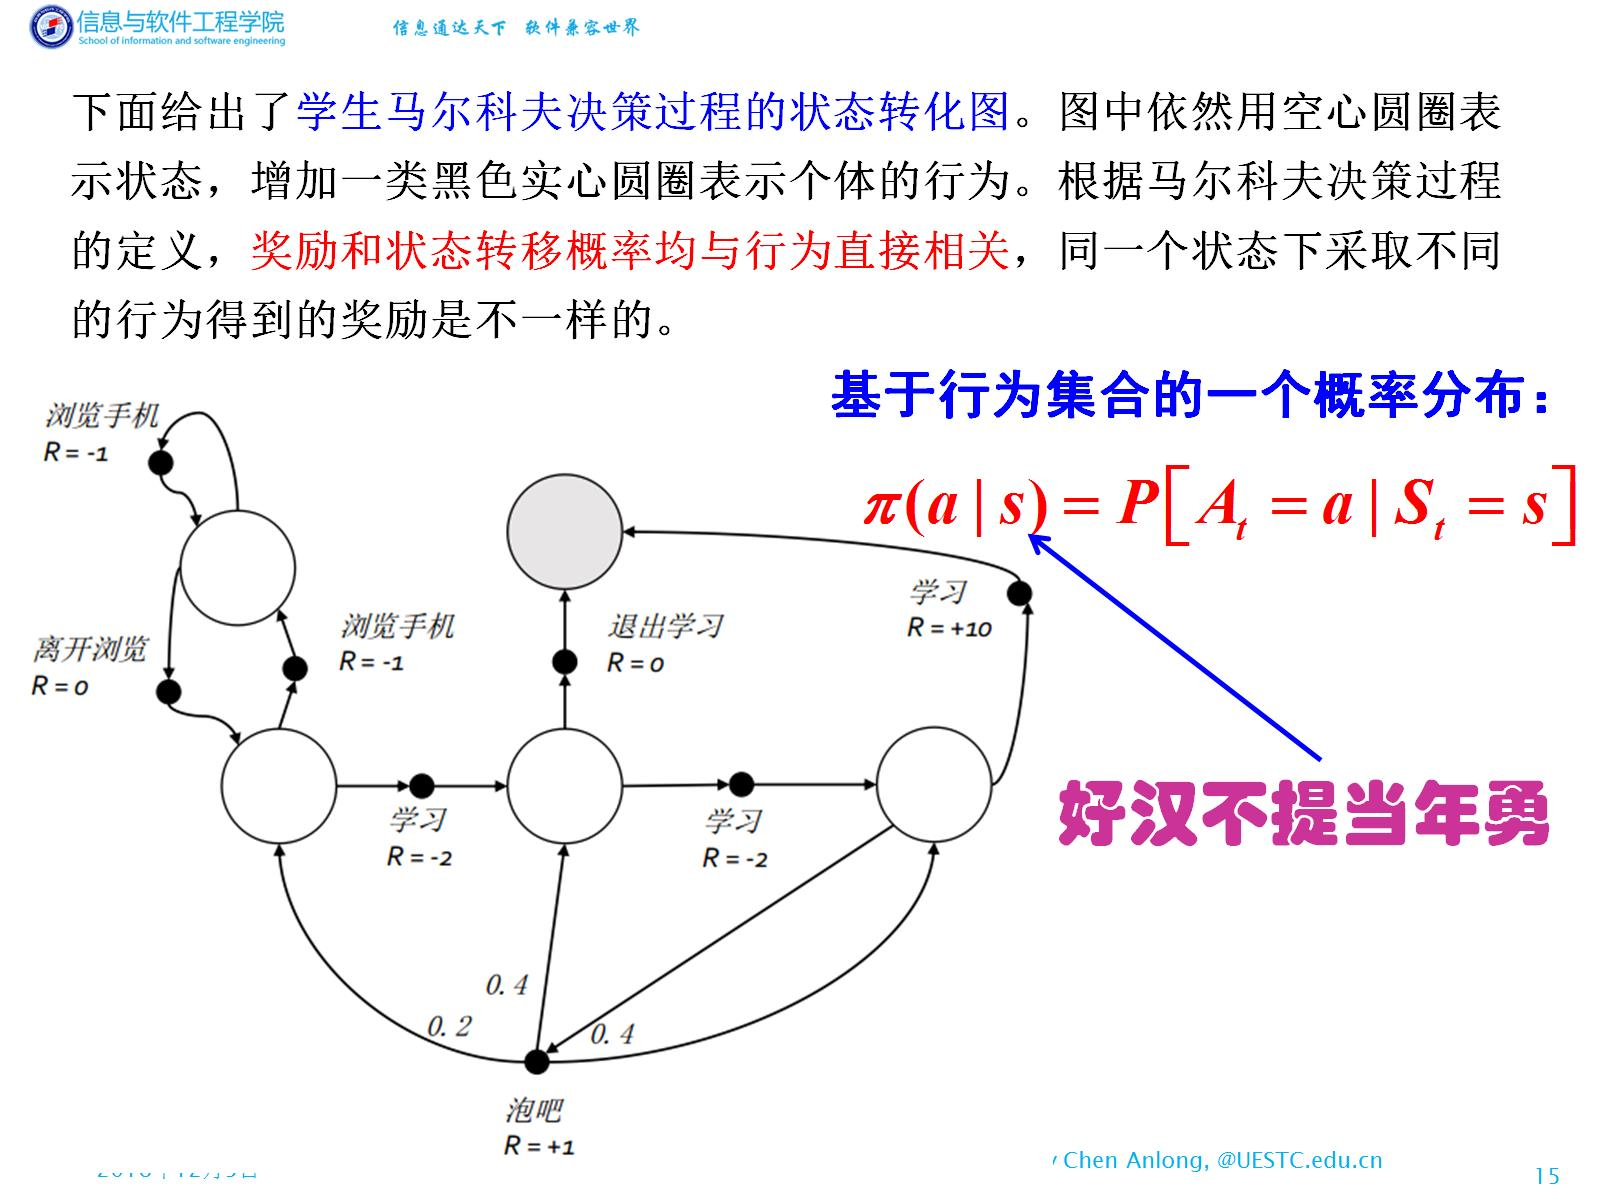 信息与软件工程学院
School of information and software engineering
信息通达天下 软件兼容世界
下面给出了学生马尔科夫决策过程的状态转化图。图中依然用空心圆圈表
示状态，增加一类黑色实心圆圈表示个体的行为。根据马尔科夫决策过程
的定义，奖励和状态转移概率均与行为直接相关，同一个状态下采取不同
的行为得到的奖励是不一样的。
基于行为集合的一个概率分布：
π(a | s) = P[ A_t = a | S_t = s ]
浏览手机
R = -1
离开浏览
R = 0
浏览手机
R = -1
退出学习
R = 0
学习
R = +10
学习
R = -2
学习
R = -2
好汉不提当年勇
0.4
0.2
0.4
泡吧
R = +1
Chen Anlong, @UESTC.edu.cn
15